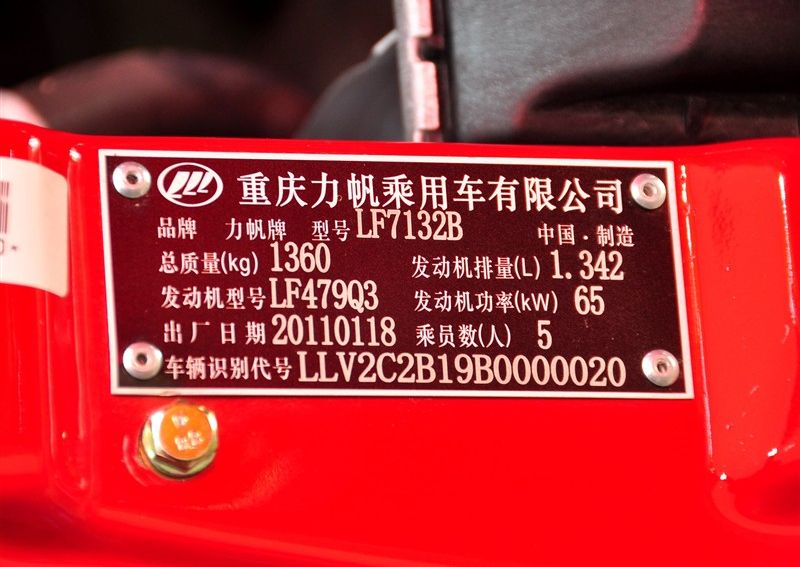 重庆力帆乘用车有限公司
品牌 力帆牌 型号 LF7132B 中国·制造
总质量(kg) 1360 发动机排量(L) 1.342
发动机型号 LF479Q3 发动机功率(kW) 65
出厂日期 20110118 乘员数(人) 5
车辆识别代号 LLV2C2B19B0000020